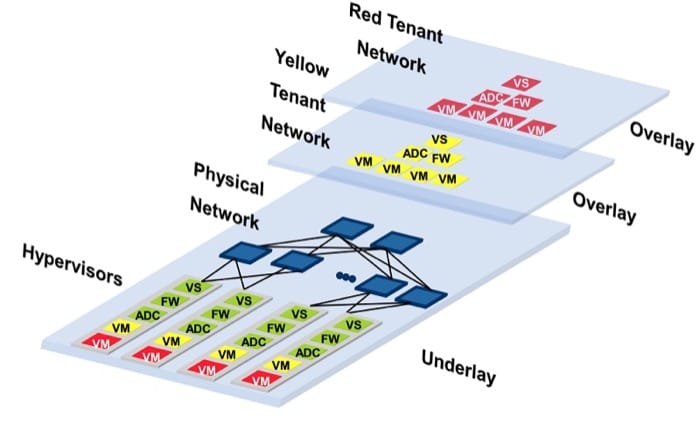 Red Tenant
Network
VS
ADC FW
VM VM VM VM
Overlay
Yellow
Tenant
Network
VS
ADC FW
VM VM VM VM
Overlay
Physical
Network
Hypervisors
VS
FW
ADC
VM
VM
VS
FW
ADC
VM
VM
VS
FW
ADC
VM
VM
VS
FW
ADC
VM
VM
Underlay